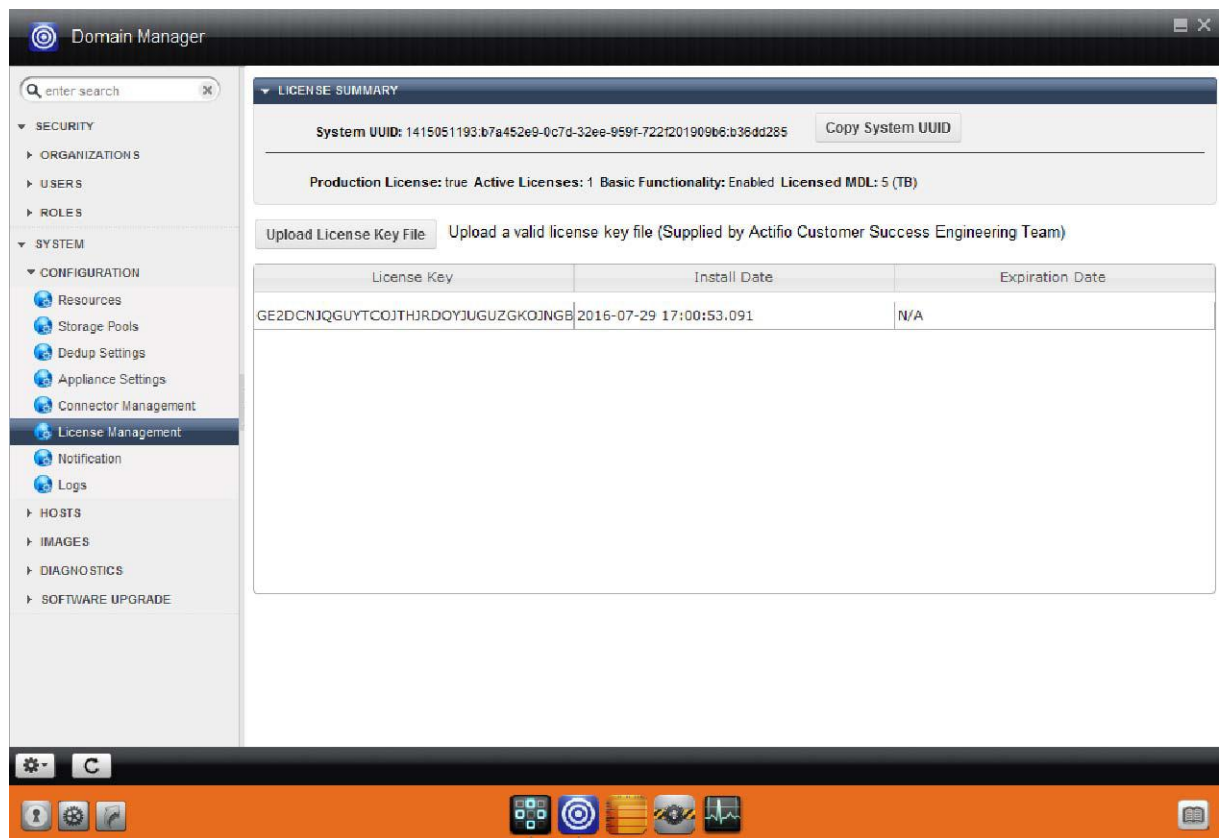 Domain Manager
enter search
SECURITY
ORGANIZATIONS
USERS
ROLES
SYSTEM
CONFIGURATION
Resources
Storage Pools
Dedup Settings
Appliance Settings
Connector Management
License Management
Notification
Logs
HOSTS
IMAGES
DIAGNOSTICS
SOFTWARE UPGRADE
LICENSE SUMMARY
System UUID: 1415051193:b7a452e9-0c7d-32ee-959f-722f201909b6:b36dd285
Copy System UUID
Production License: true Active Licenses: 1 Basic Functionality: Enabled Licensed MDL: 5 (TB)
Upload License Key File
Upload a valid license key file (Supplied by Actifio Customer Success Engineering Team)
License Key Install Date Expiration Date
GE2DCNJQGUYTCOJTHJRDOYJUGUZGKOJNGB 2016-07-29 17:00:53.091 N/A